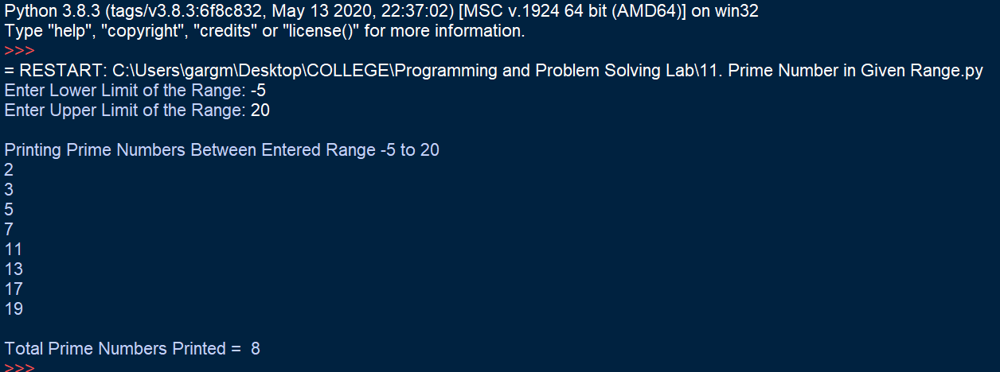 Python 3.8.3 (tags/v3.8.3:6f8c832, May 13 2020, 22:37:02) [MSC v.1924 64 bit (AMD64)] on win32
Type "help", "copyright", "credits" or "license()" for more information.
>>>
= RESTART: C:\Users\gargm\Desktop\COLLEGE\Programming and Problem Solving Lab\11. Prime Number in Given Range.py
Enter Lower Limit of the Range: -5
Enter Upper Limit of the Range: 20
Printing Prime Numbers Between Entered Range -5 to 20
2
3
5
7
11
13
17
19
Total Prime Numbers Printed =  8
>>>